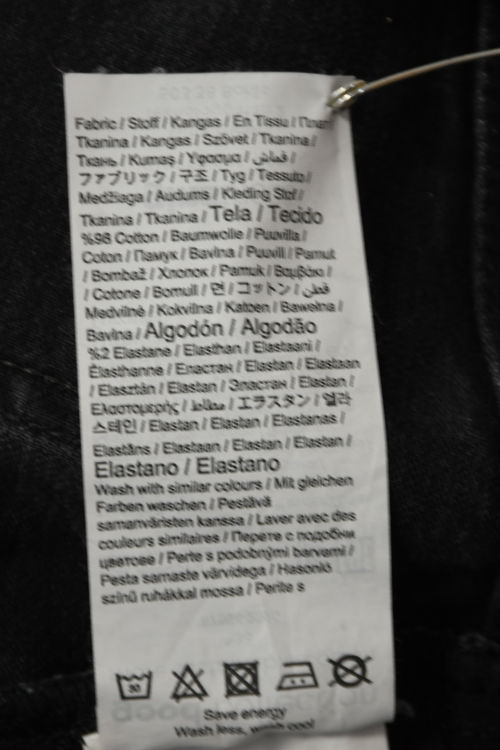 Fabric / Stoff / Kangas / En Tissu /
Tkanina / Kangas / Szövet / Tkanina /
Ткань / Kumaş / Υφασμα / قماش /
ファブリック / 구조 / Tyg / Tessuto /
Medžiaga / Audums / Kleding Stof /
Tkanina / Tkanina / Tela / Tecido
%98 Cotton / Baumwolle / Puuvilla /
Coton / Памук / Bavlna / Puuvill / Pamut
/ Bombaž / Хлопок / Pamuk / Βαμβάκι /
/ Cotone / Bomull / 면 / コットン / قطن /
Medvilnė / Kokvilna / Katoen / Bawełna /
Bavlna / Algodón / Algodão
%2 Elastane / Elasthan / Elastaani /
Élasthanne / Еластан / Elastan / Elastaan
/ Elasztán / Elastan / Эластан / Elastan /
Ελαστομερής / مطاط / エラスタン / 엘라
스테인 / Elastan / Elastan / Elastanas /
Elastāns / Elastaan / Elastan / Elastan /
Elastano / Elastano
Wash with similar colours / Mit gleichen
Farben waschen / Pestävä
samanväristen kanssa / Laver avec des
couleurs similaires / Перете с подобни
цветове / Perte s podobnými barvami /
Pesta samaste värvidega / Hasonló
színű ruhákkal mossa / Perite s
30
Save energy
Wash less, wash cool